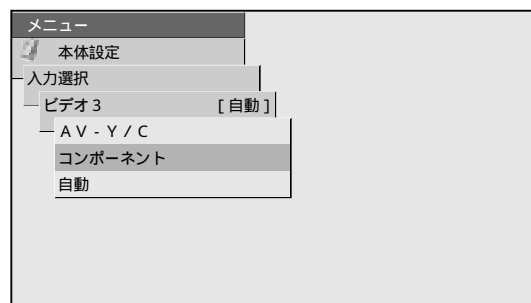 メニュー
本体設定
入力選択
ビデオ3 [自動]
AV-Y/C
コンポーネント
自動